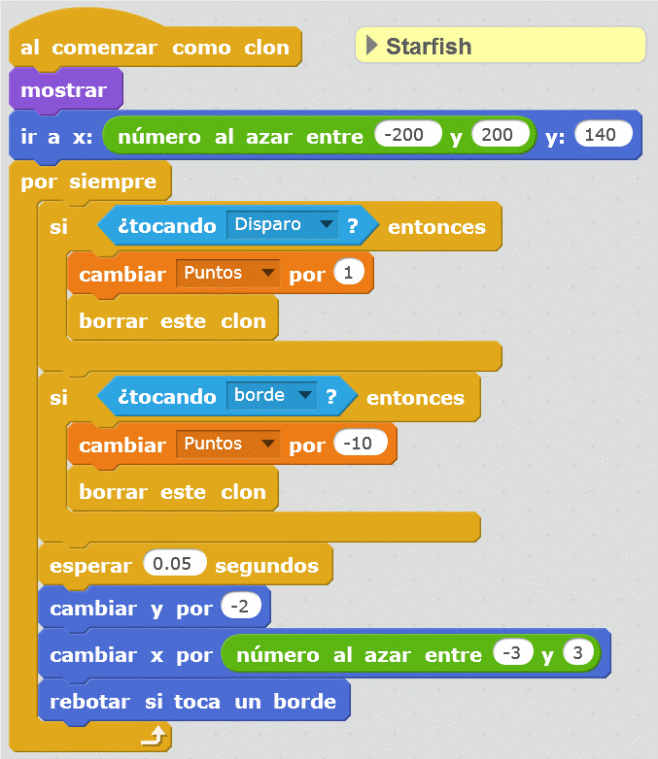 al comenzar como clon
Starfish
mostrar
ir a x: número al azar entre -200 y 200 y: 140
por siempre
si ¿tocando Disparo ? entonces
cambiar Puntos por 1
borrar este clon
si ¿tocando borde ? entonces
cambiar Puntos por -10
borrar este clon
esperar 0.05 segundos
cambiar y por -2
cambiar x por número al azar entre -3 y 3
rebotar si toca un borde